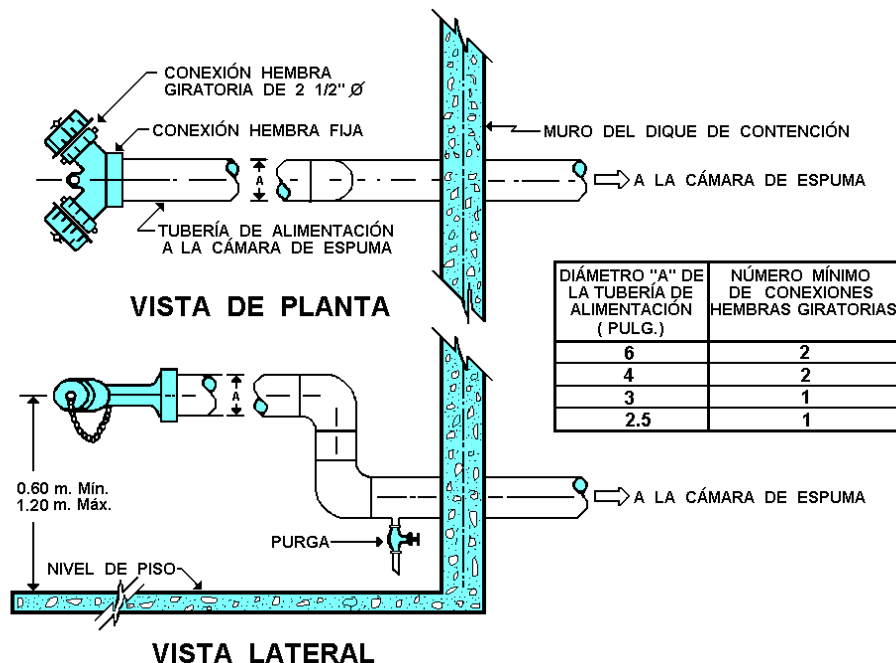 CONEXIÓN HEMBRA
GIRATORIA DE 2 1/2" Ø
CONEXIÓN HEMBRA FIJA
A
MURO DEL DIQUE DE CONTENCIÓN
A LA CÁMARA DE ESPUMA
TUBERÍA DE ALIMENTACIÓN
A LA CÁMARA DE ESPUMA
VISTA DE PLANTA
DIÁMETRO "A" DE
LA TUBERÍA DE
ALIMENTACIÓN
( PULG.)
NÚMERO MÍNIMO
DE CONEXIONES
HEMBRAS GIRATORIAS
6 2
4 2
3 1
2.5 1
A
0.60 m. Mín.
1.20 m. Máx.
A LA CÁMARA DE ESPUMA
PURGA
NIVEL DE PISO
VISTA LATERAL